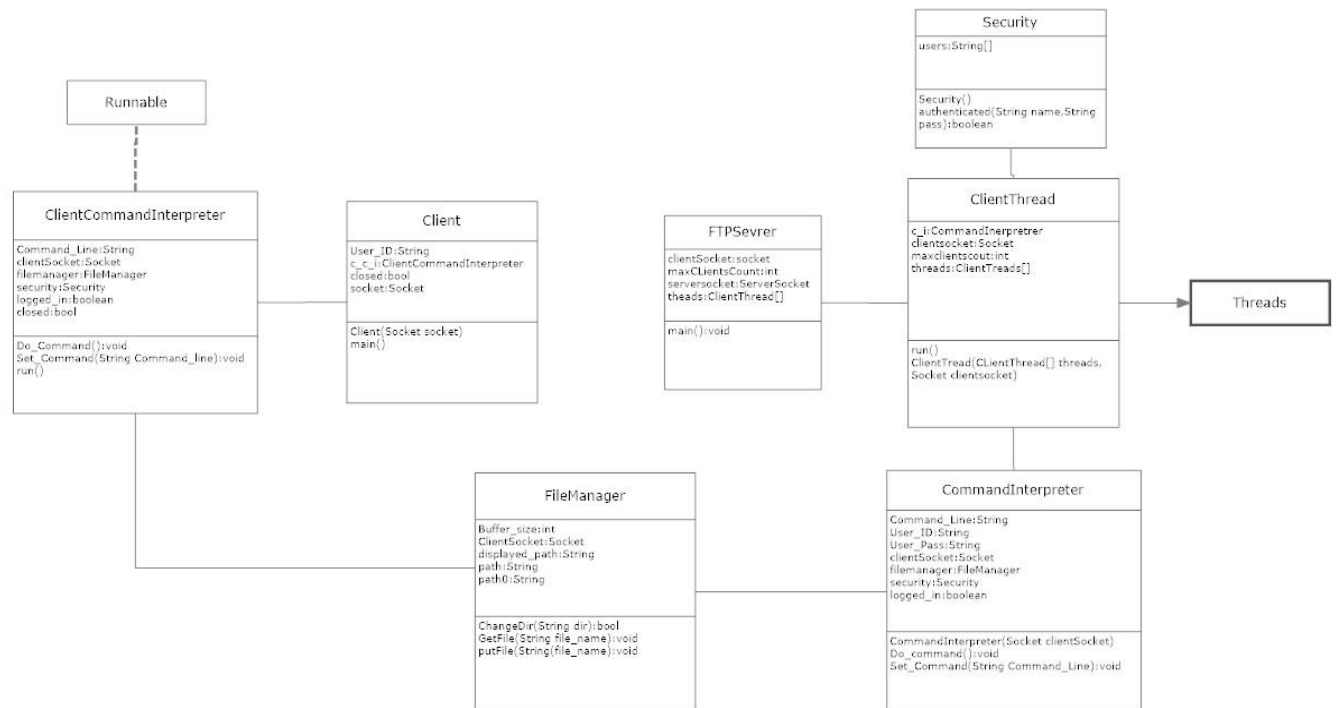 Security
users:String[]
Security()
authenticated(String name,String
pass):boolean
Runnable
ClientCommandInterpreter
Command_Line:String
clientSocket:Socket
filemanager:FileManager
security:Security
logged_in:boolean
closed:bool
Do_Command():void
Set_Command(String Command_line):void
run()
Client
User_ID:String
c_c_i:ClientCommandInterpreter
closed:bool
socket:Socket
Client(Socket socket)
main()
FTPSevrer
clientSocket:socket
maxCLientsCount:int
serversocket:ServerSocket
theads:ClientThread[]
main():void
ClientThread
c_i:CommandInerpretrer
clientsocket:Socket
maxclientscout:int
threads:ClientTreads[]
run()
ClientTread(CLientThread[] threads,
Socket clientsocket)
Threads
FileManager
Buffer_size:int
ClientSocket:Socket
displayed_path:String
path:String
path0:String
ChangeDir(String dir):bool
GetFile(String file_name):void
putFile(String(file_name):void
CommandInterpreter
Command_Line:String
User_ID:String
User_Pass:String
clientSocket:Socket
filemanager:FileManager
security:Security
logged_in:boolean
CommandInterpreter(Socket clientSocket)
Do_command():void
Set_Command(String Command_Line):void